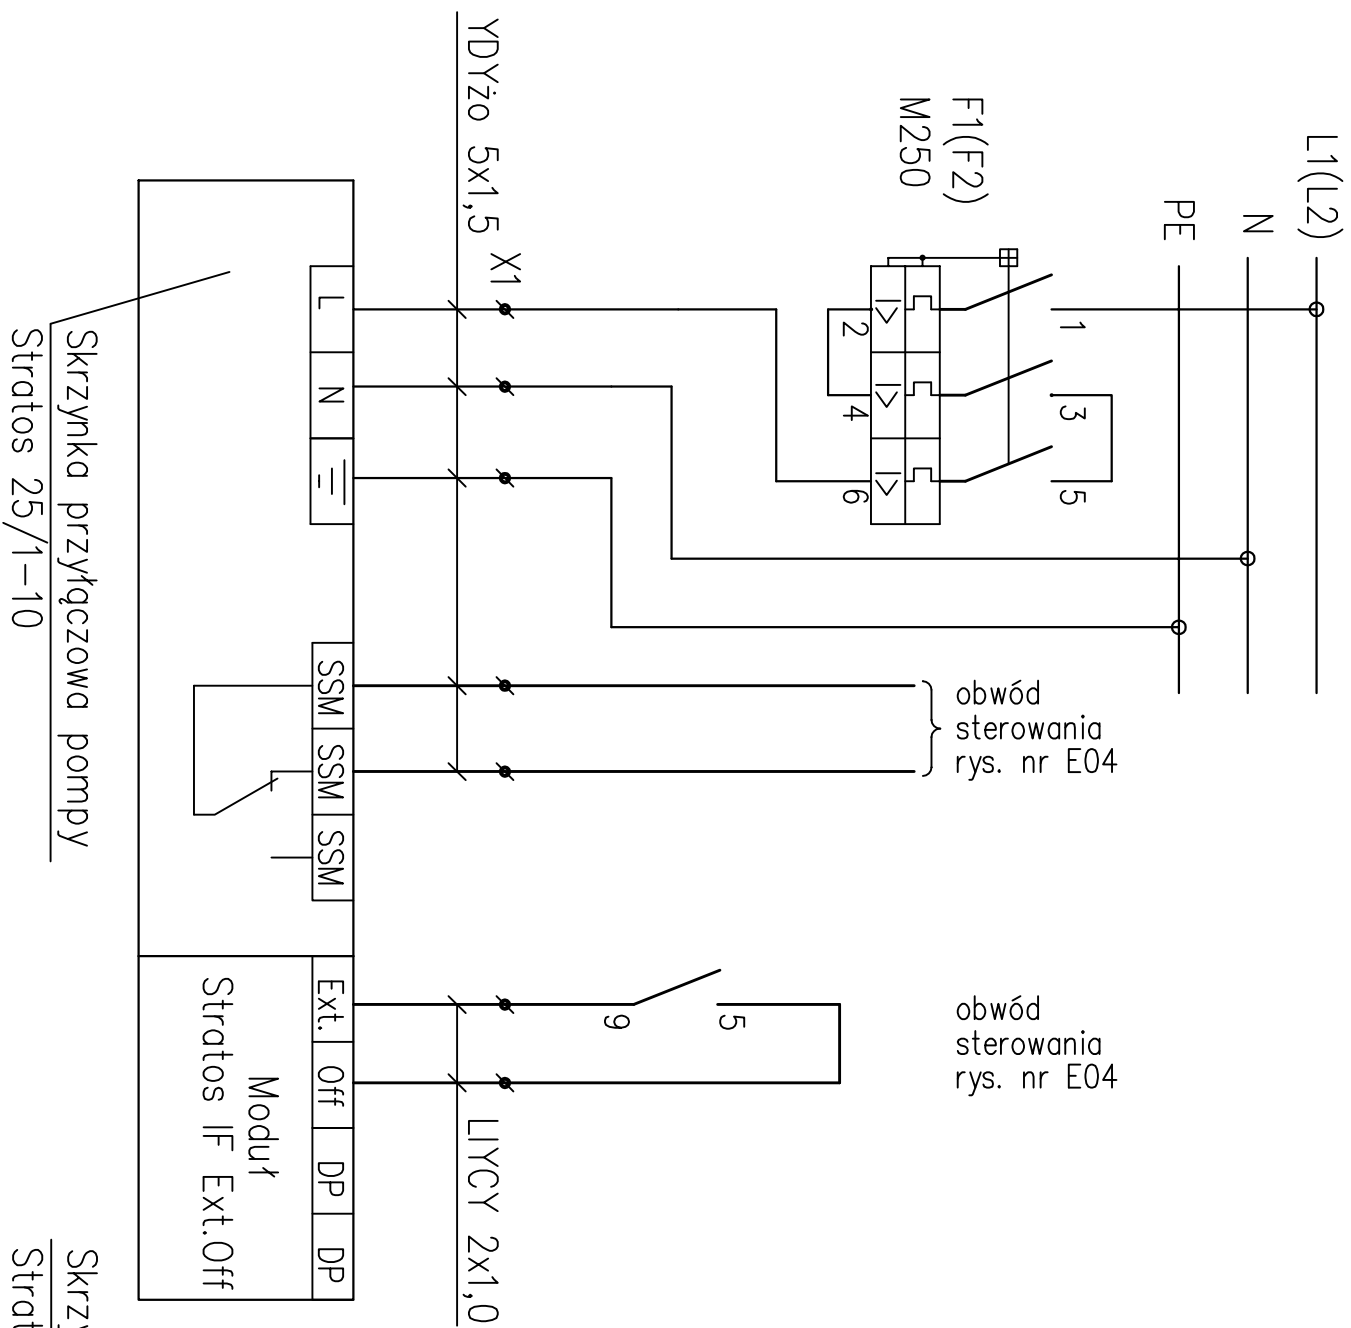 L1(L2)
N
PE
F1(F2)
M250
1
3
5
2
4
6
X1
YDYżo 5x1,5
L
N
SSM
SSM
SSM
Ext.
Off
DP
DP
Moduł
Stratos IF Ext.Off
Skrzynka przyłączowa pompy
Stratos 25/1-10
obwód
sterowania
rys. nr E04
obwód
sterowania
rys. nr E04
5
9
LIYCY 2x1,0
Skrzy
Strat